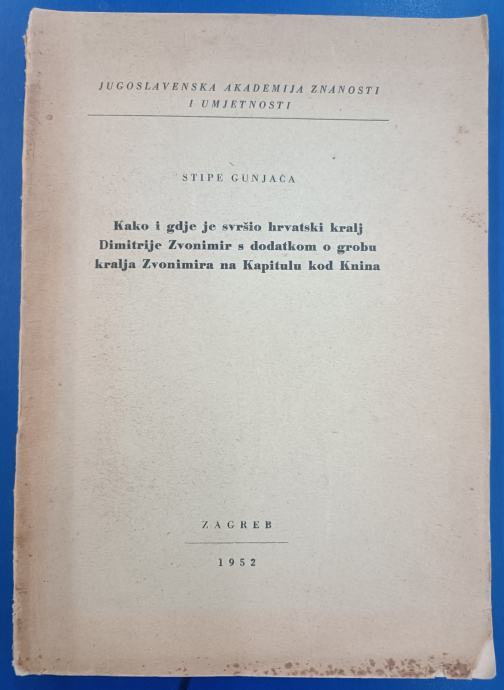 JUGOSLAVENSKA AKADEMIJA ZNANOSTI
I UMJETNOSTI
STIPE GUNJAČA
Kako i gdje je svršio hrvatski kralj
Dimitrije Zvonimir s dodatkom o grobu
kralja Zvonimira na Kapitulu kod Knina
ZAGREB
1952